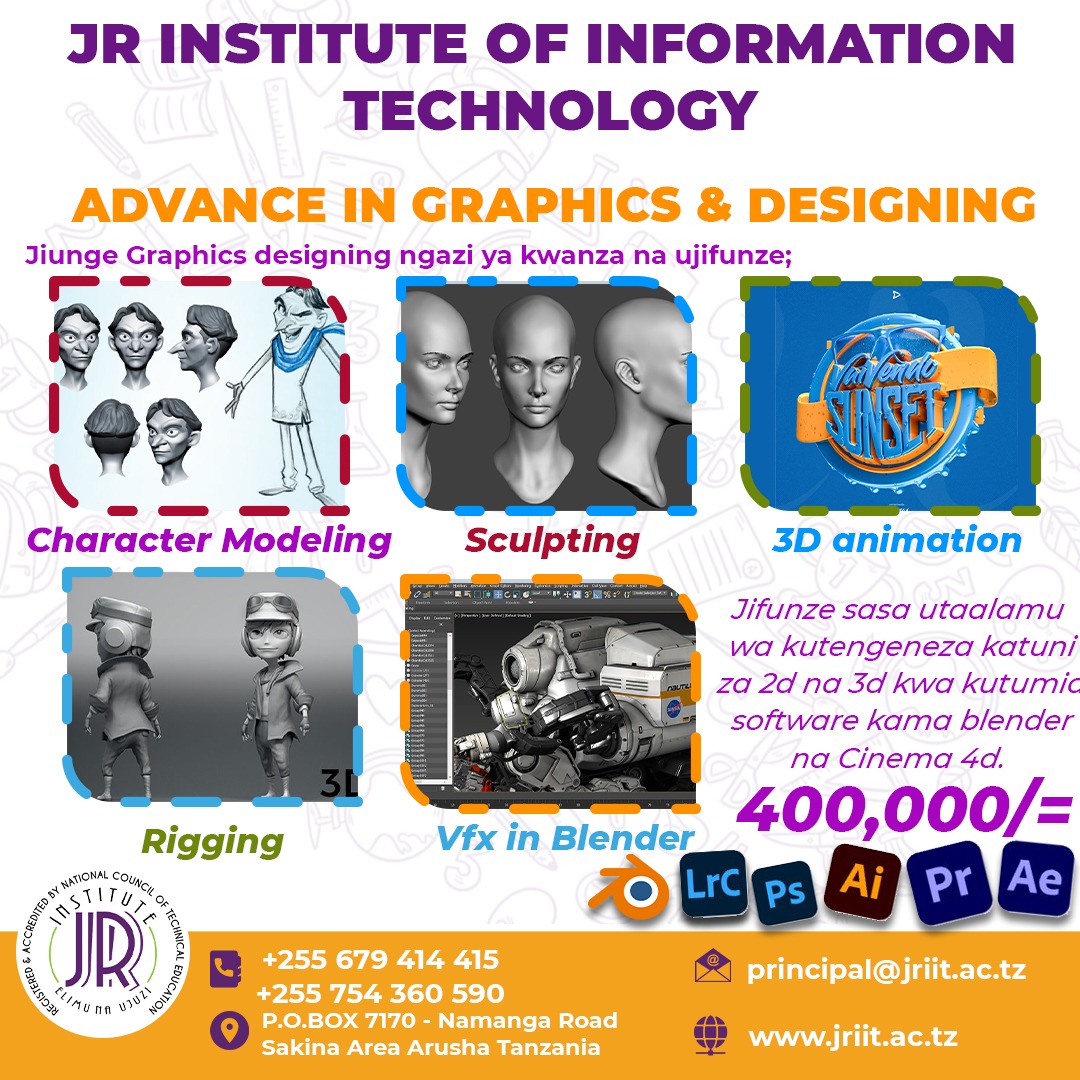 JR INSTITUTE OF INFORMATION
TECHNOLOGY
ADVANCE IN GRAPHICS & DESIGNING
Jiunge Graphics designing ngazi ya kwanza na ujifunze;
VaiVendo
SUNSET
Character Modeling
Sculpting
3D animation
3D
NASA
Jifunze sasa utaalamu
wa kutengeneza katuni
za 2d na 3d kwa kutumia
software kama blender
na Cinema 4d.
400,000/=
Rigging
Vfx in Blender
LrC
Ps
Ai
Pr
Ae
REGISTERED & ACCREDITED BY NATIONAL COUNCIL OF TECHNICAL EDUCATION
INSTITUTE
JR
ELIMU NA UJUZI
+255 679 414 415
+255 754 360 590
P.O.BOX 7170 - Namanga Road
Sakina Area Arusha Tanzania
principal@jriit.ac.tz
www.jriit.ac.tz